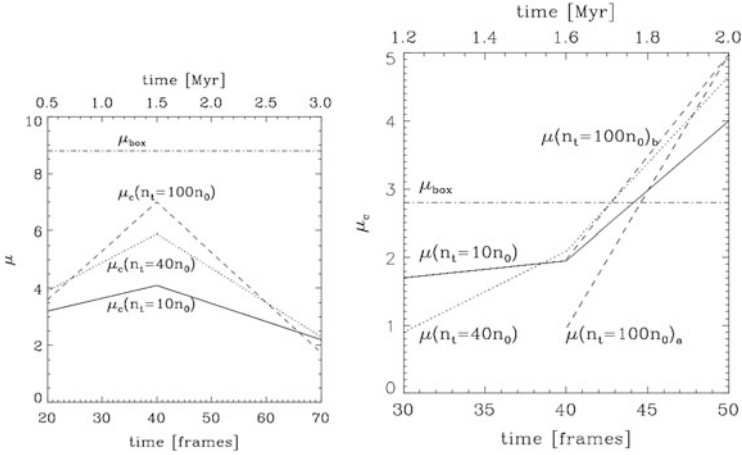 time [Myr]
0.5 1.0 1.5 2.0 2.5 3.0
10
8
6
4
2
0
μ
μbox
μc(nt=100n0)
μc(nt=40n0)
μc(nt=10n0)
20 30 40 50 60 70
time [frames]
time [Myr]
1.2 1.4 1.6 1.8 2.0
5
4
3
2
1
0
μc
μ(nt=100n0)b
μbox
μ(nt=10n0)
μ(nt=40n0)
μ(nt=100n0)a
30 35 40 45 50
time [frames]